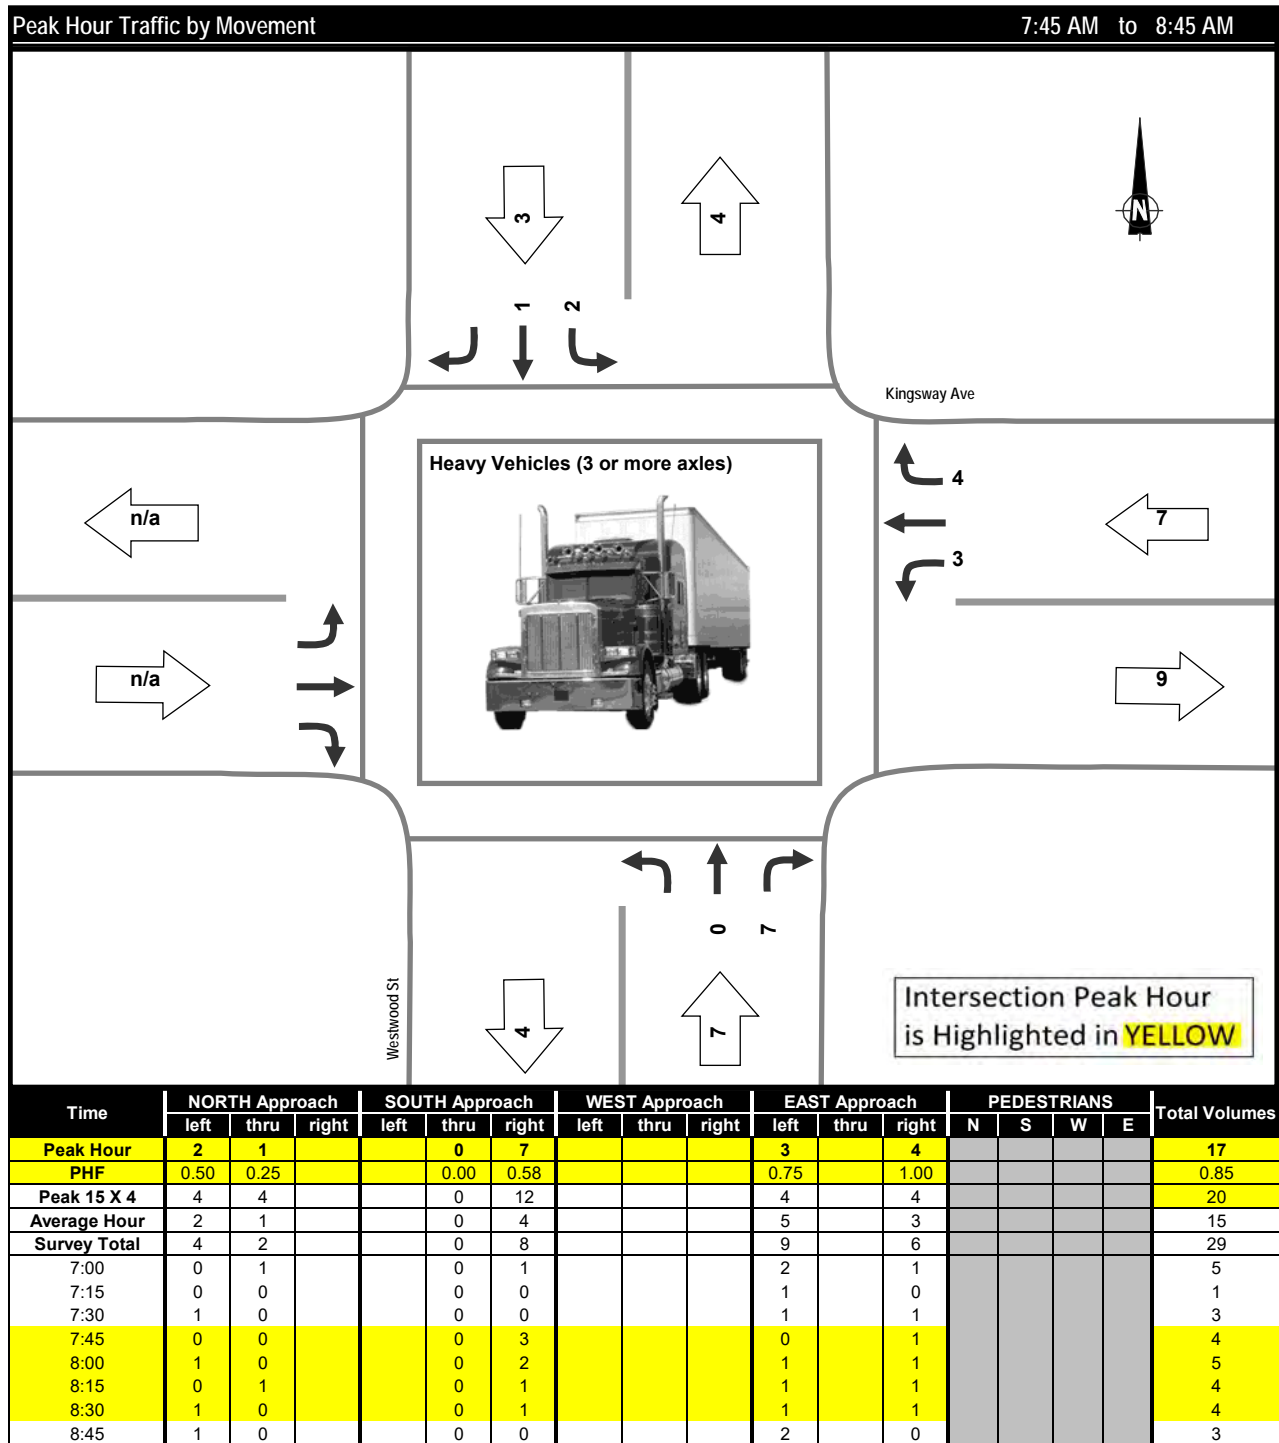 Peak Hour Traffic by Movement 7:45 AM to 8:45 AM
3 4
N
1 2
Kingsway Ave
Heavy Vehicles (3 or more axles)
4
n/a 7
3
n/a 9
0 7
Westwood St
4 7
Intersection Peak Hour
is Highlighted in YELLOW
Time NORTH Approach SOUTH Approach WEST Approach EAST Approach PEDESTRIANS Total Volumes
left thru right left thru right left thru right left thru right N S W E
Peak Hour 2 1 0 7 3 4 17
PHF 0.50 0.25 0.00 0.58 0.75 1.00 0.85
Peak 15 X 4 4 4 0 12 4 4 20
Average Hour 2 1 0 4 5 3 15
Survey Total 4 2 0 8 9 6 29
7:00 0 1 0 1 2 1 5
7:15 0 0 0 0 1 0 1
7:30 1 0 0 0 1 1 3
7:45 0 0 0 3 0 1 4
8:00 1 0 0 2 1 1 5
8:15 0 1 0 1 1 1 4
8:30 1 0 0 1 1 1 4
8:45 1 0 0 0 2 0 3